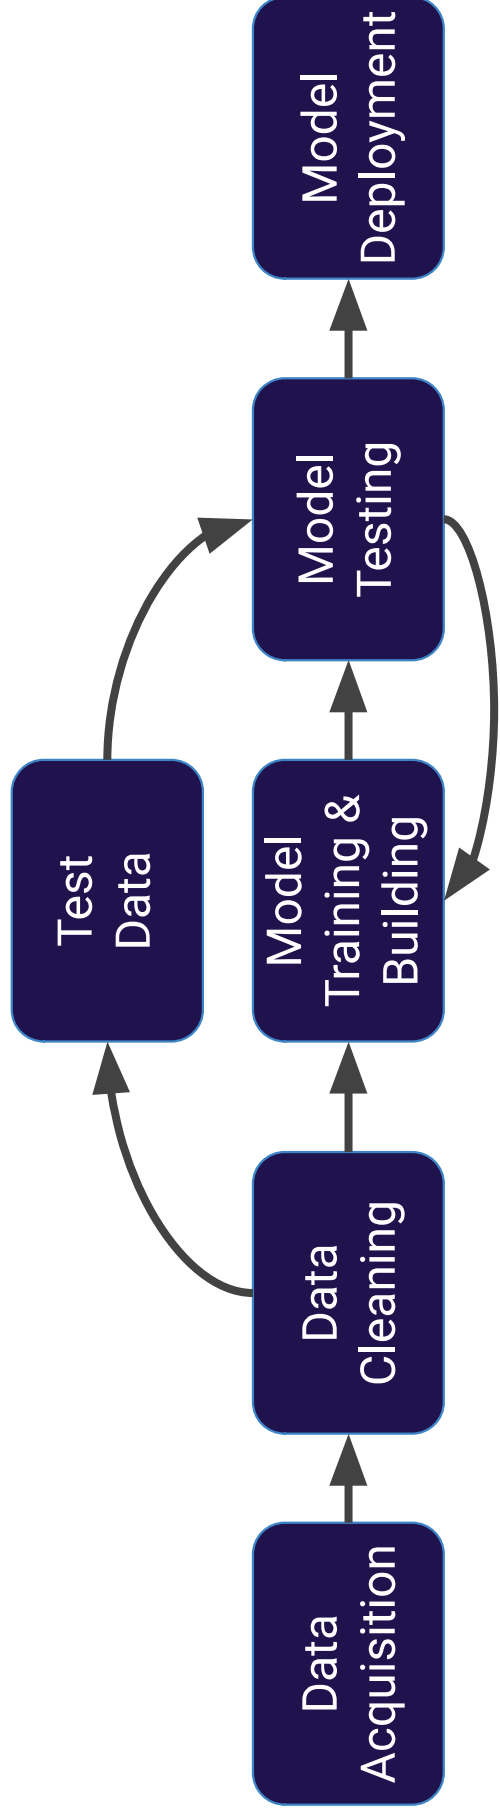 Data
Acquisition
Data
Cleaning
Test
Data
Model
Training &
Building
Model
Testing
Model
Deployment